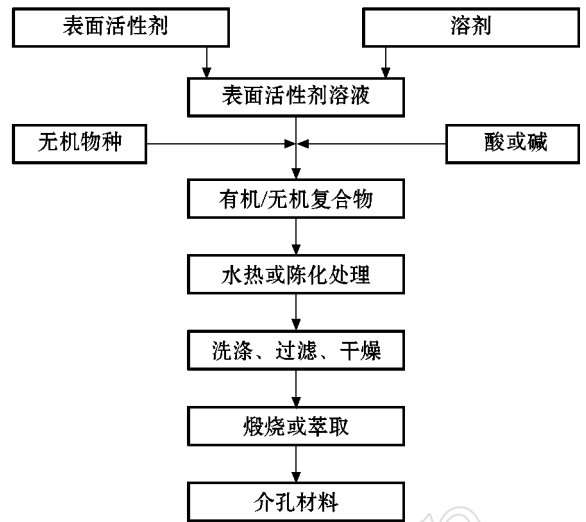 表面活性剂
溶剂
表面活性剂溶液
无机物种
酸或碱
有机/无机复合物
水热或陈化处理
洗涤、过滤、干燥
煅烧或萃取
介孔材料